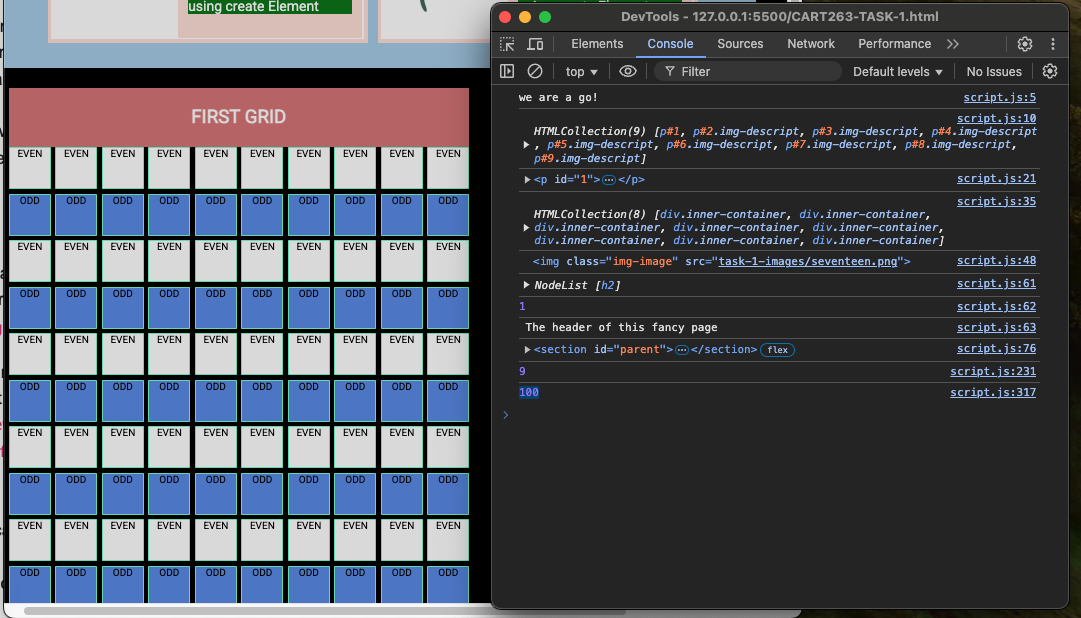 using create Element
FIRST GRID
EVEN EVEN EVEN EVEN EVEN EVEN EVEN EVEN EVEN EVEN
ODD ODD ODD ODD ODD ODD ODD ODD ODD ODD
EVEN EVEN EVEN EVEN EVEN EVEN EVEN EVEN EVEN EVEN
ODD ODD ODD ODD ODD ODD ODD ODD ODD ODD
EVEN EVEN EVEN EVEN EVEN EVEN EVEN EVEN EVEN EVEN
ODD ODD ODD ODD ODD ODD ODD ODD ODD ODD
EVEN EVEN EVEN EVEN EVEN EVEN EVEN EVEN EVEN EVEN
ODD ODD ODD ODD ODD ODD ODD ODD ODD ODD
EVEN EVEN EVEN EVEN EVEN EVEN EVEN EVEN EVEN EVEN
ODD ODD ODD ODD ODD ODD ODD ODD ODD ODD
DevTools - 127.0.0.1:5500/CART263-TASK-1.html
Elements Console Sources Network Performance
top Filter Default levels No Issues
we are a go! script.js:5
script.js:10
HTMLCollection(9) [p#1, p#2.img-descript, p#3.img-descript, p#4.img-descript
, p#5.img-descript, p#6.img-descript, p#7.img-descript, p#8.img-descript,
p#9.img-descript]
<p id="1">…</p> script.js:21
script.js:35
HTMLCollection(8) [div.inner-container, div.inner-container,
div.inner-container, div.inner-container, div.inner-container,
div.inner-container, div.inner-container, div.inner-container]
<img class="img-image" src="task-1-images/seventeen.png"> script.js:48
NodeList [h2] script.js:61
1 script.js:62
The header of this fancy page script.js:63
<section id="parent">…</section> flex script.js:76
9 script.js:231
100 script.js:317